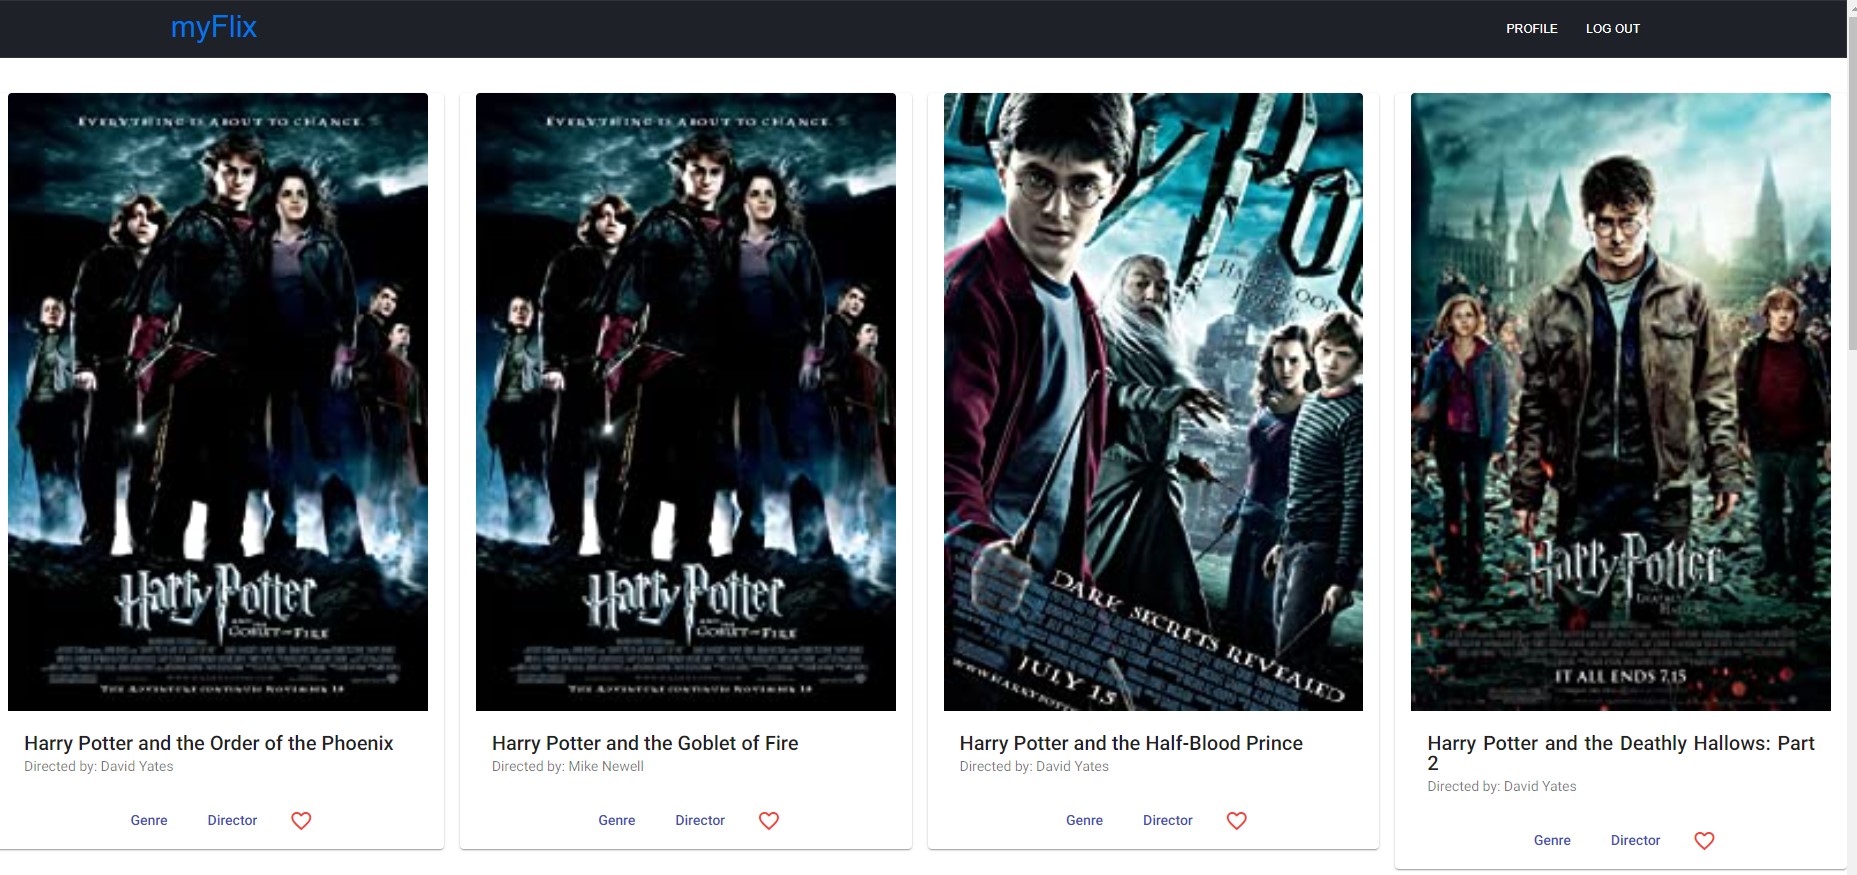 myFlix
PROFILE LOG OUT
EVERYTHING IS ABOUT TO CHANGE
Harry Potter
AND THE
GOBLET OF FIRE
THE ADVENTURE CONTINUES NOVEMBER 18
Harry Potter and the Order of the Phoenix
Directed by: David Yates
Genre Director
EVERYTHING IS ABOUT TO CHANGE
Harry Potter
AND THE
GOBLET OF FIRE
THE ADVENTURE CONTINUES NOVEMBER 18
Harry Potter and the Goblet of Fire
Directed by: Mike Newell
Genre Director
DARK SECRETS REVEALED
JULY 15
Harry Potter and the Half-Blood Prince
Directed by: David Yates
Genre Director
Harry Potter
DEATHLY
HALLOWS
IT ALL ENDS 7.15
Harry Potter and the Deathly Hallows: Part
2
Directed by: David Yates
Genre Director